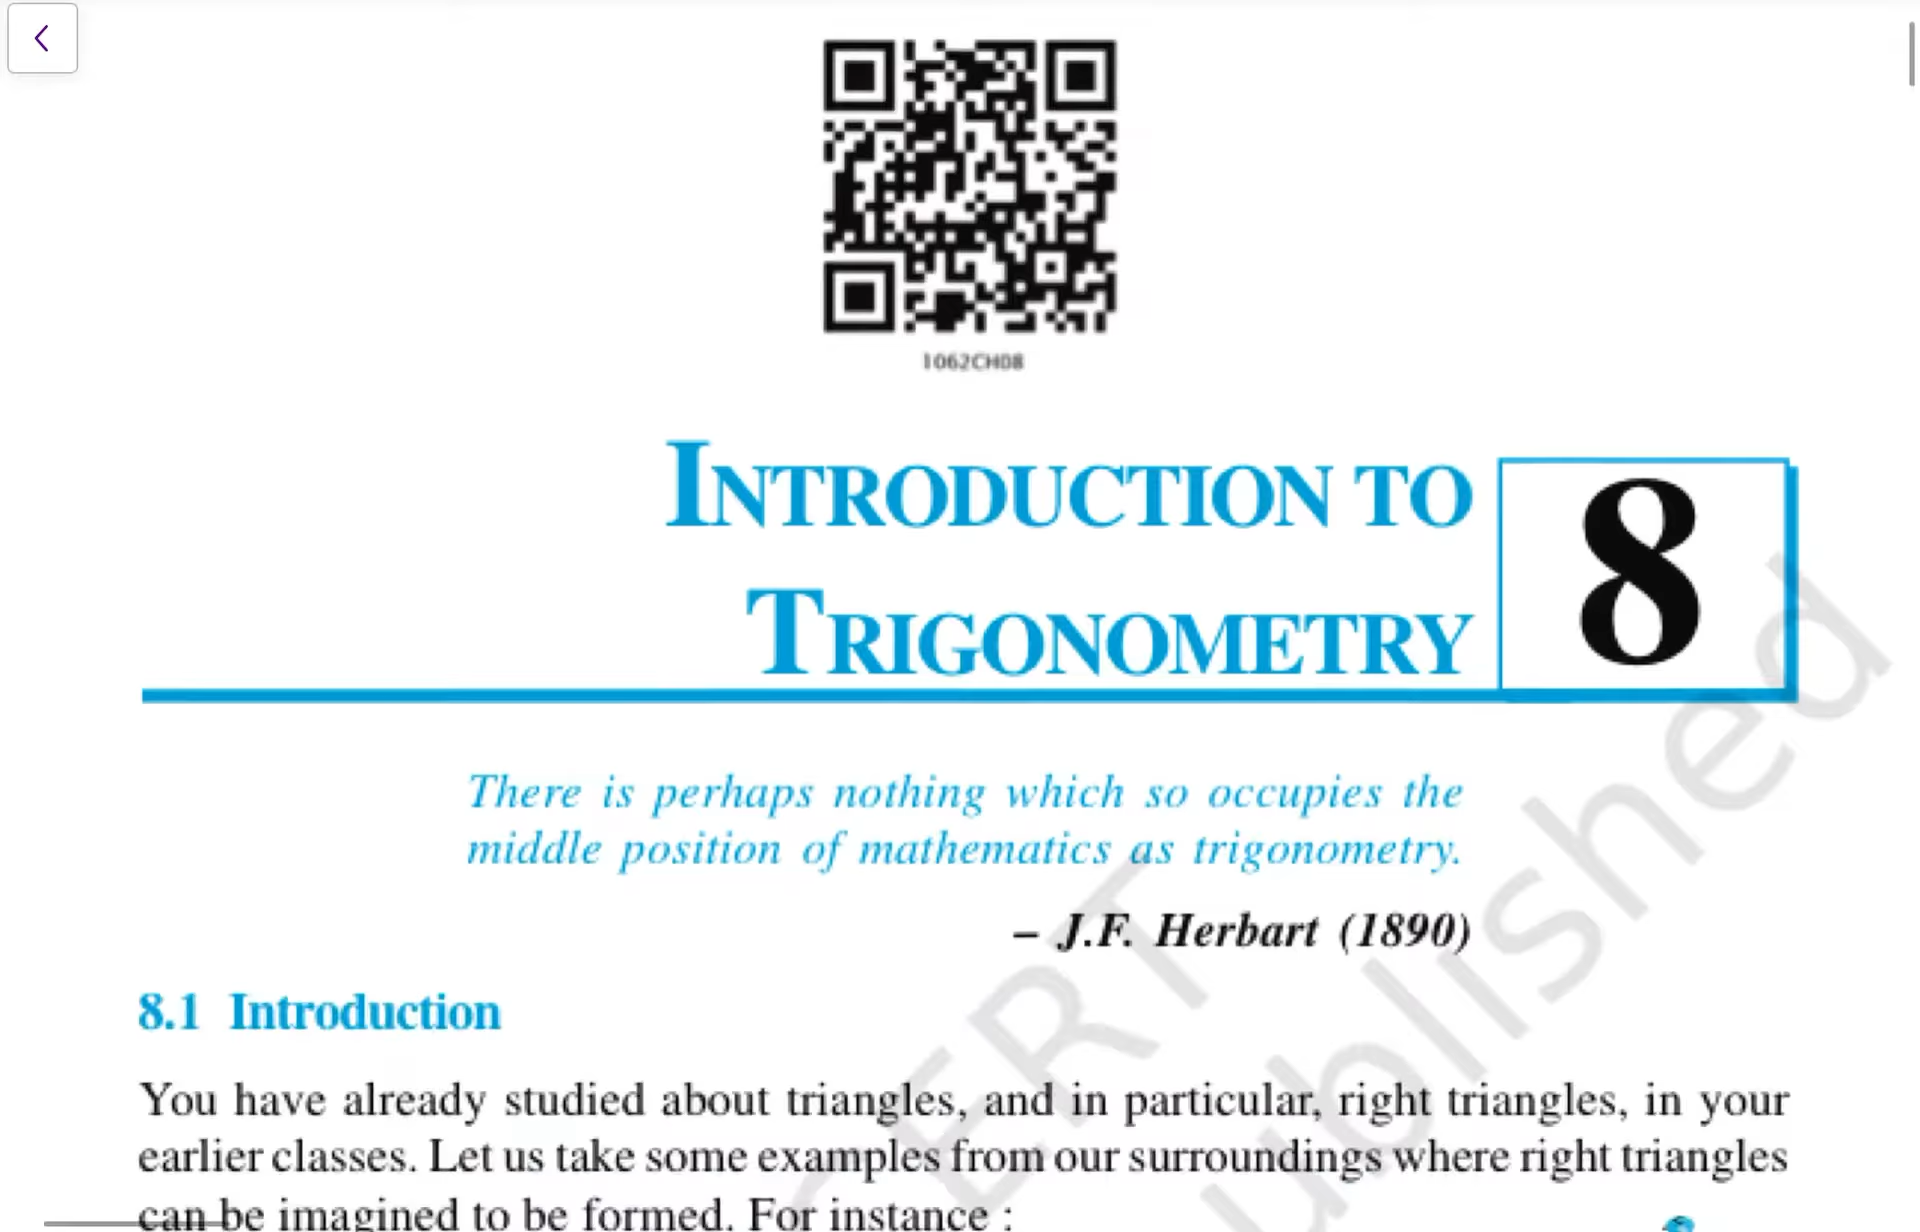 1062CH08
INTRODUCTION TO
TRIGONOMETRY
8
There is perhaps nothing which so occupies the
middle position of mathematics as trigonometry.
– J.F. Herbart (1890)
8.1 Introduction
You have already studied about triangles, and in particular, right triangles, in your
earlier classes. Let us take some examples from our surroundings where right triangles
can be imagined to be formed. For instance :